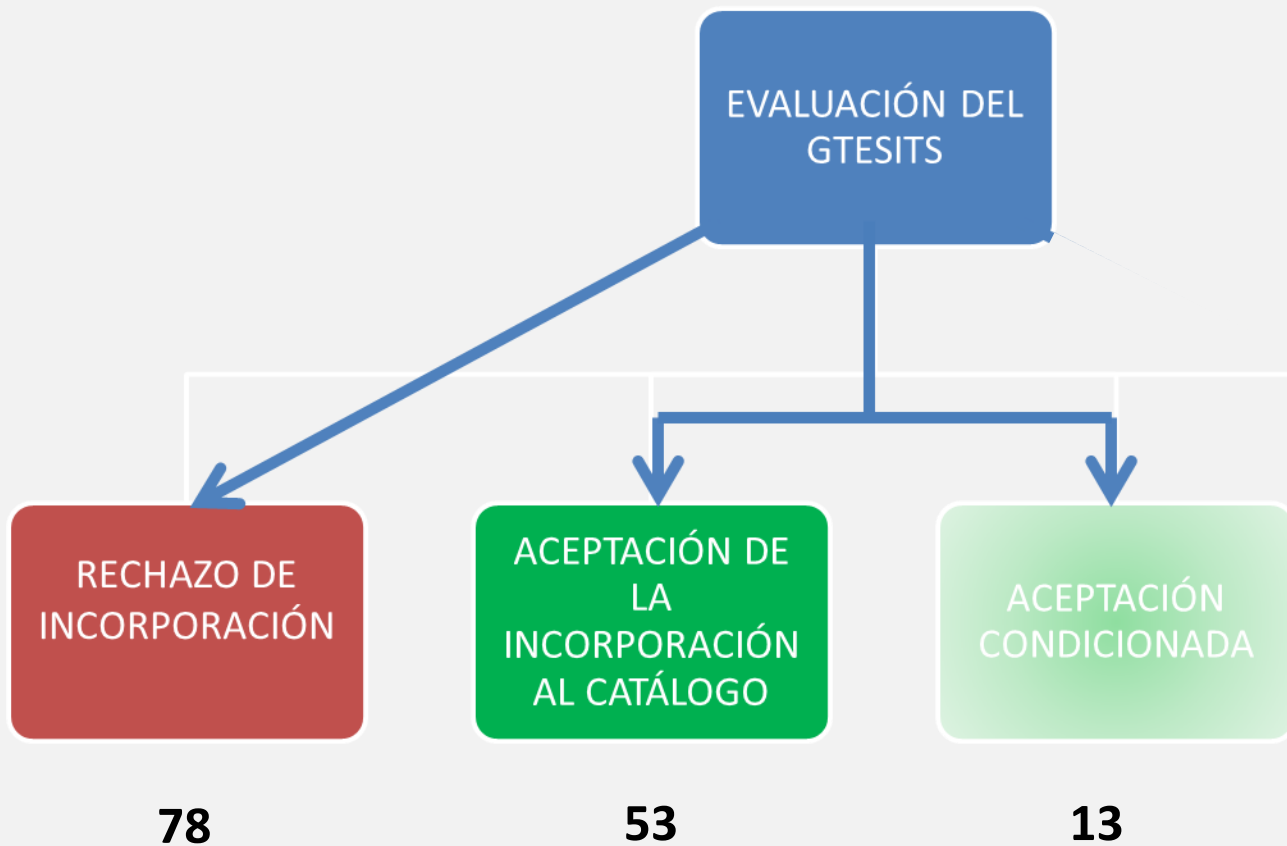 EVALUACIÓN DEL
GTESITS
RECHAZO DE
INCORPORACIÓN
ACEPTACIÓN DE
LA
INCORPORACIÓN
AL CATÁLOGO
ACEPTACIÓN
CONDICIONADA
78
53
13